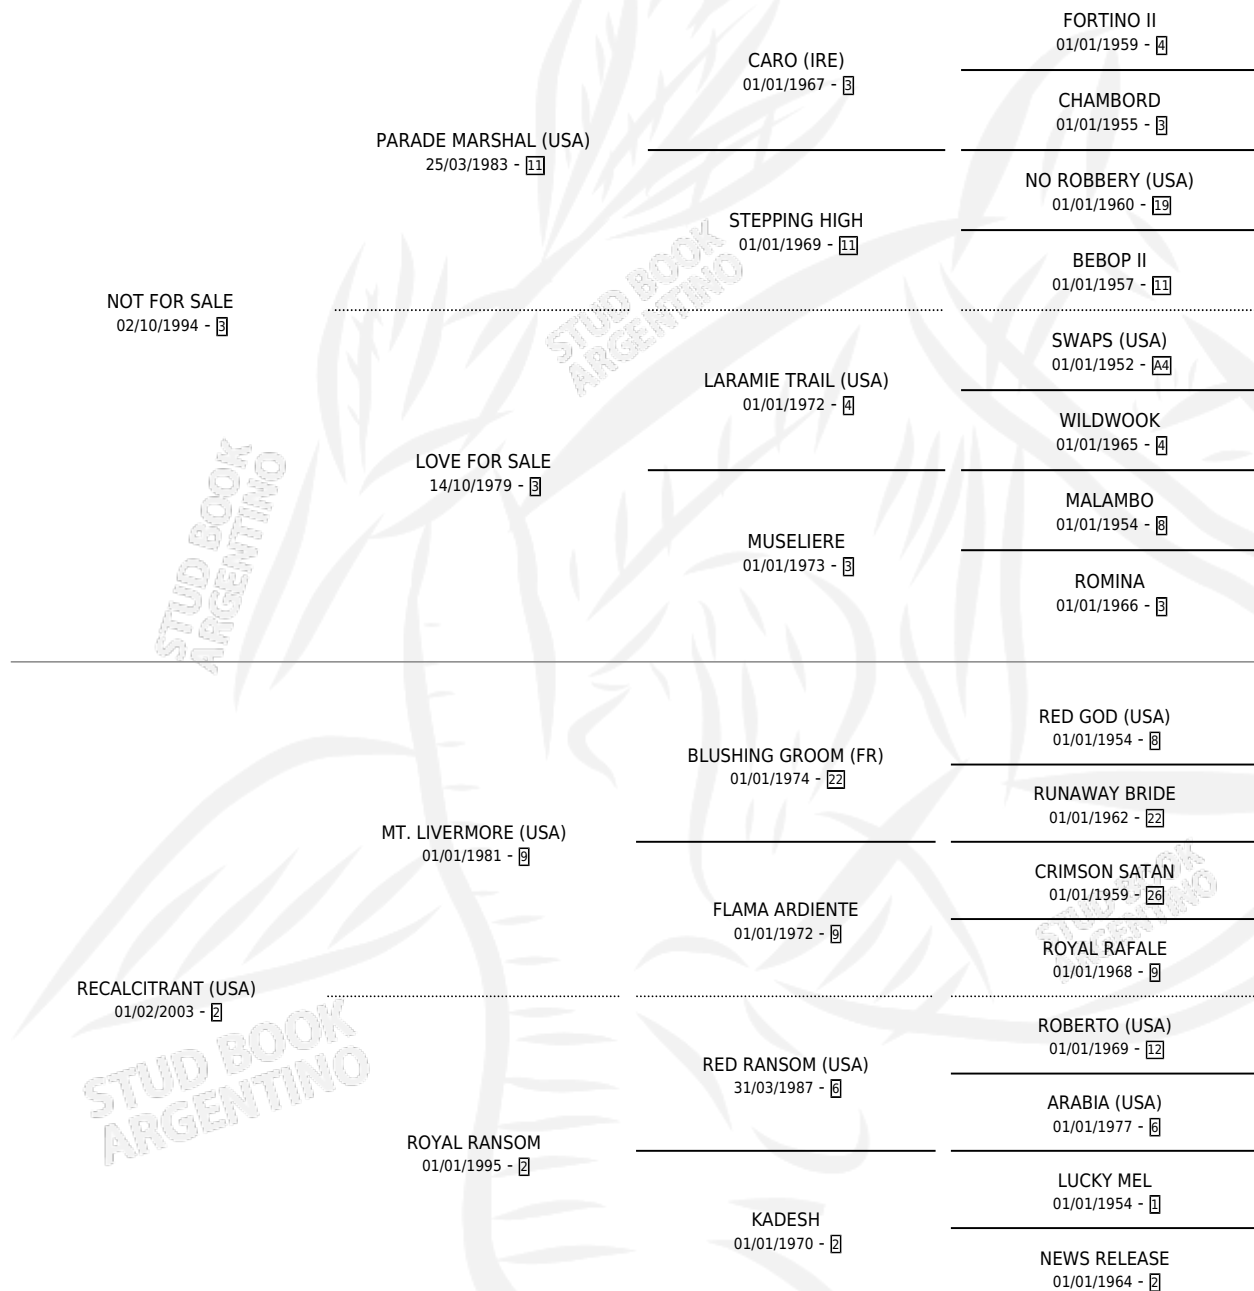 FORTINO II
01/01/1959 - 4
CARO (IRE)
01/01/1967 - 3
CHAMBORD
01/01/1955 - 3
PARADE MARSHAL (USA)
25/03/1983 - 11
NO ROBBERY (USA)
01/01/1960 - 19
STEPPING HIGH
01/01/1969 - 11
BEBOP II
01/01/1957 - 11
NOT FOR SALE
02/10/1994 - 3
STUD BOOK
ARGENTINO
SWAPS (USA)
01/01/1952 - A4
LARAMIE TRAIL (USA)
01/01/1972 - 4
WILDWOOK
01/01/1965 - 4
LOVE FOR SALE
14/10/1979 - 3
MALAMBO
01/01/1954 - 8
MUSELIERE
01/01/1973 - 3
ROMINA
01/01/1966 - 3
STUD BOOK
ARGENTINO
RED GOD (USA)
01/01/1954 - 8
BLUSHING GROOM (FR)
01/01/1974 - 22
RUNAWAY BRIDE
01/01/1962 - 22
MT. LIVERMORE (USA)
01/01/1981 - 9
CRIMSON SATAN
01/01/1959 - 26
STUD BOOK
ARGENTINO
FLAMA ARDIENTE
01/01/1972 - 9
ROYAL RAFALE
01/01/1968 - 9
RECALCITRANT (USA)
01/02/2003 - 2
STUD BOOK
ARGENTINO
ROBERTO (USA)
01/01/1969 - 12
RED RANSOM (USA)
31/03/1987 - 6
ARABIA (USA)
01/01/1977 - 6
ROYAL RANSOM
01/01/1995 - 2
LUCKY MEL
01/01/1954 - 1
KADESH
01/01/1970 - 2
NEWS RELEASE
01/01/1964 - 2